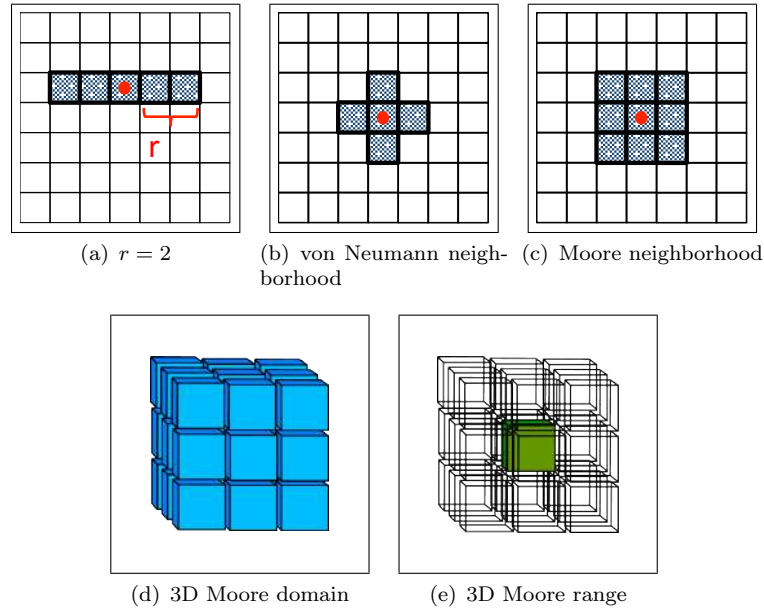 r
(a) r = 2
(b) von Neumann neigh-
borhood
(c) Moore neighborhood
(d) 3D Moore domain
(e) 3D Moore range